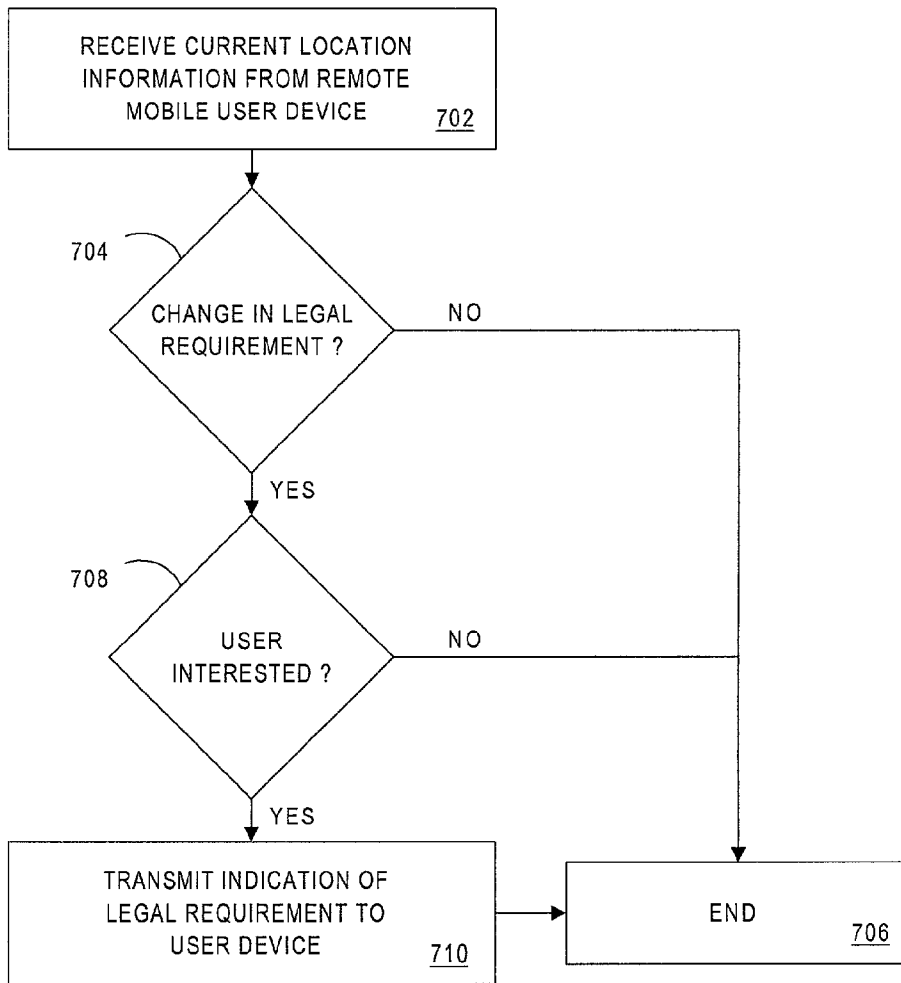 RECEIVE CURRENT LOCATION
INFORMATION FROM REMOTE
MOBILE USER DEVICE
702
704
CHANGE IN LEGAL
REQUIREMENT ?
NO
YES
708
USER
INTERESTED ?
NO
YES
TRANSMIT INDICATION OF
LEGAL REQUIREMENT TO
USER DEVICE
710
END
706